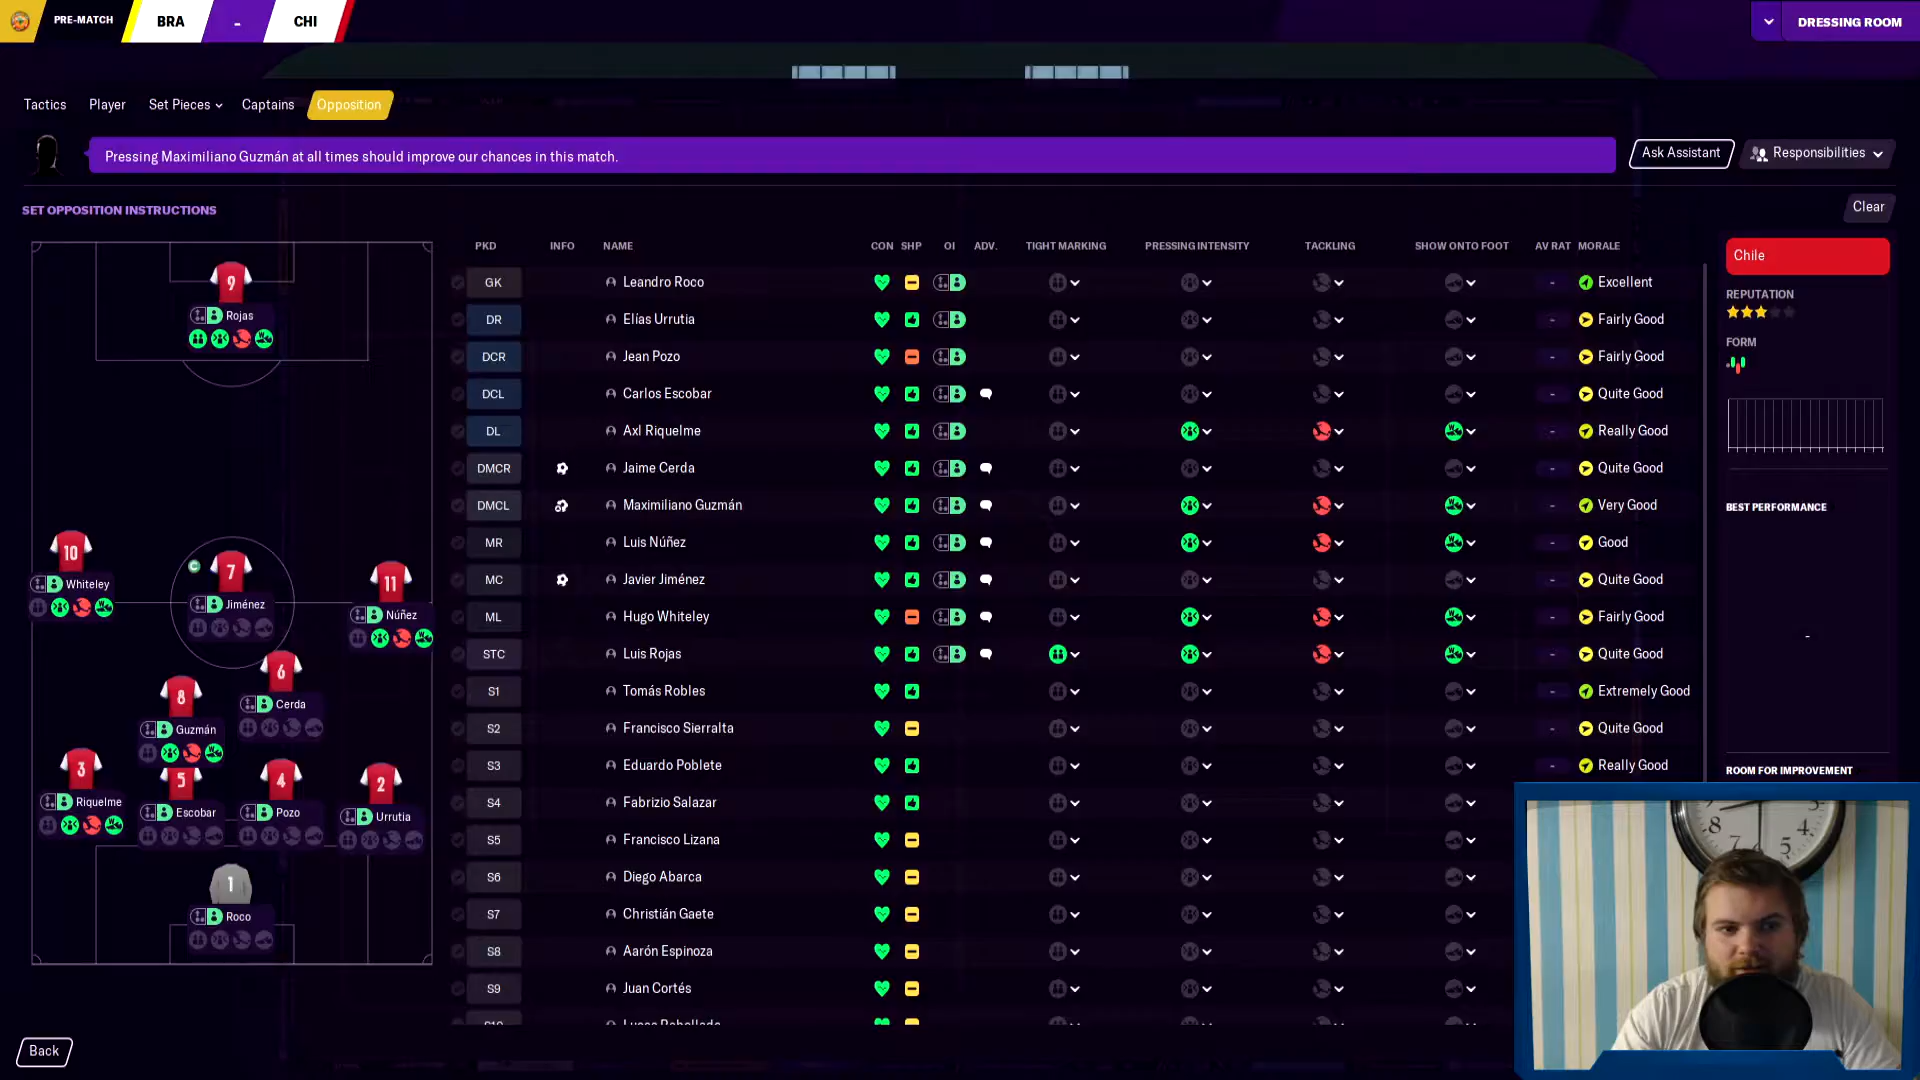 PRE-MATCH BRA - CHI DRESSING ROOM
Tactics Player Set Pieces Captains Opposition
Pressing Maximiliano Guzmán at all times should improve our chances in this match. Ask Assistant Responsibilities
SET OPPOSITION INSTRUCTIONS Clear
PKD INFO NAME CON SHP OI ADV. TIGHT MARKING PRESSING INTENSITY TACKLING SHOW ONTO FOOT AV RAT MORALE
GK Leandro Roco - Excellent
DR Elías Urrutia - Fairly Good
DCR Jean Pozo - Fairly Good
DCL Carlos Escobar - Quite Good
DL Axl Riquelme - Really Good
DMCR Jaime Cerda - Quite Good
DMCL Maximiliano Guzmán - Very Good
MR Luis Núñez - Good
MC Javier Jiménez - Quite Good
ML Hugo Whiteley - Fairly Good
STC Luis Rojas - Quite Good
S1 Tomás Robles - Extremely Good
S2 Francisco Sierralta - Quite Good
S3 Eduardo Poblete - Really Good
S4 Fabrizio Salazar
S5 Francisco Lizana
S6 Diego Abarca
S7 Christián Gaete
S8 Aarón Espinoza
S9 Juan Cortés
9
Rojas
10
Whiteley
7
Jiménez
11
Núñez
6
Cerda
8
Guzmán
3
Riquelme
5
Escobar
4
Pozo
2
Urrutia
1
Roco
Chile
REPUTATION
FORM
BEST PERFORMANCE
-
ROOM FOR IMPROVEMENT
8 7 6 5 4
Back